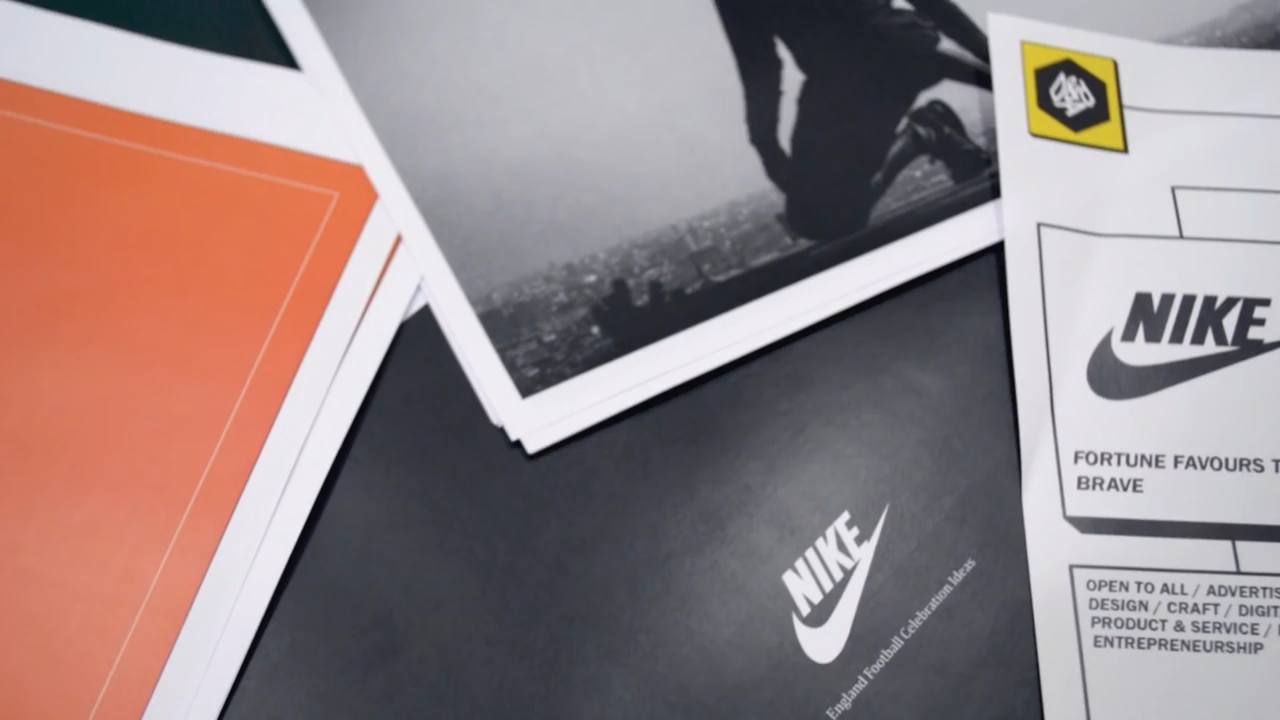 NIKE
FORTUNE FAVOURS
BRAVE
OPEN TO ALL / ADVERTIS
DESIGN / CRAFT / DIGIT
PRODUCT & SERVICE /
ENTREPRENEURSHIP
NIKE
England Football Celebration Ideas